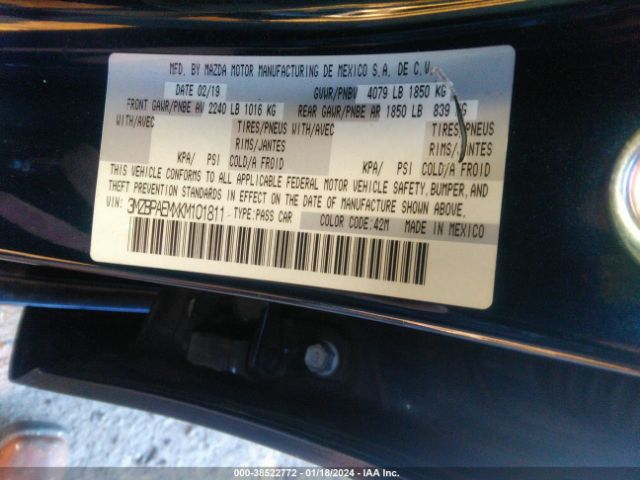 MFD. BY MAZDA MOTOR MANUFACTURING DE MEXICO S.A. DE C.V.
DATE 02/19 GVWR/PNBV 4079 LB 1850 KG
FRONT GAWR/PNBE AV 2240 LB 1016 KG REAR GAWR/PNBE AR 1850 LB 839 KG
WITH/AVEC TIRES/PNEUS WITH/AVEC TIRES/PNEUS
RIMS/JANTES RIMS/JANTES
KPA/ PSI COLD/A FROID KPA/ PSI COLD/A FROID
THIS VEHICLE CONFORMS TO ALL APPLICABLE FEDERAL MOTOR VEHICLE SAFETY, BUMPER, AND
THEFT PREVENTION STANDARDS IN EFFECT ON THE DATE OF MANUFACTURE SHOWN ABOVE.
VIN: 3MZBPAEMXKM101811 TYPE:PASS CAR COLOR CODE:42M MADE IN MEXICO
000-38522772 - 01/18/2024 - IAA Inc.